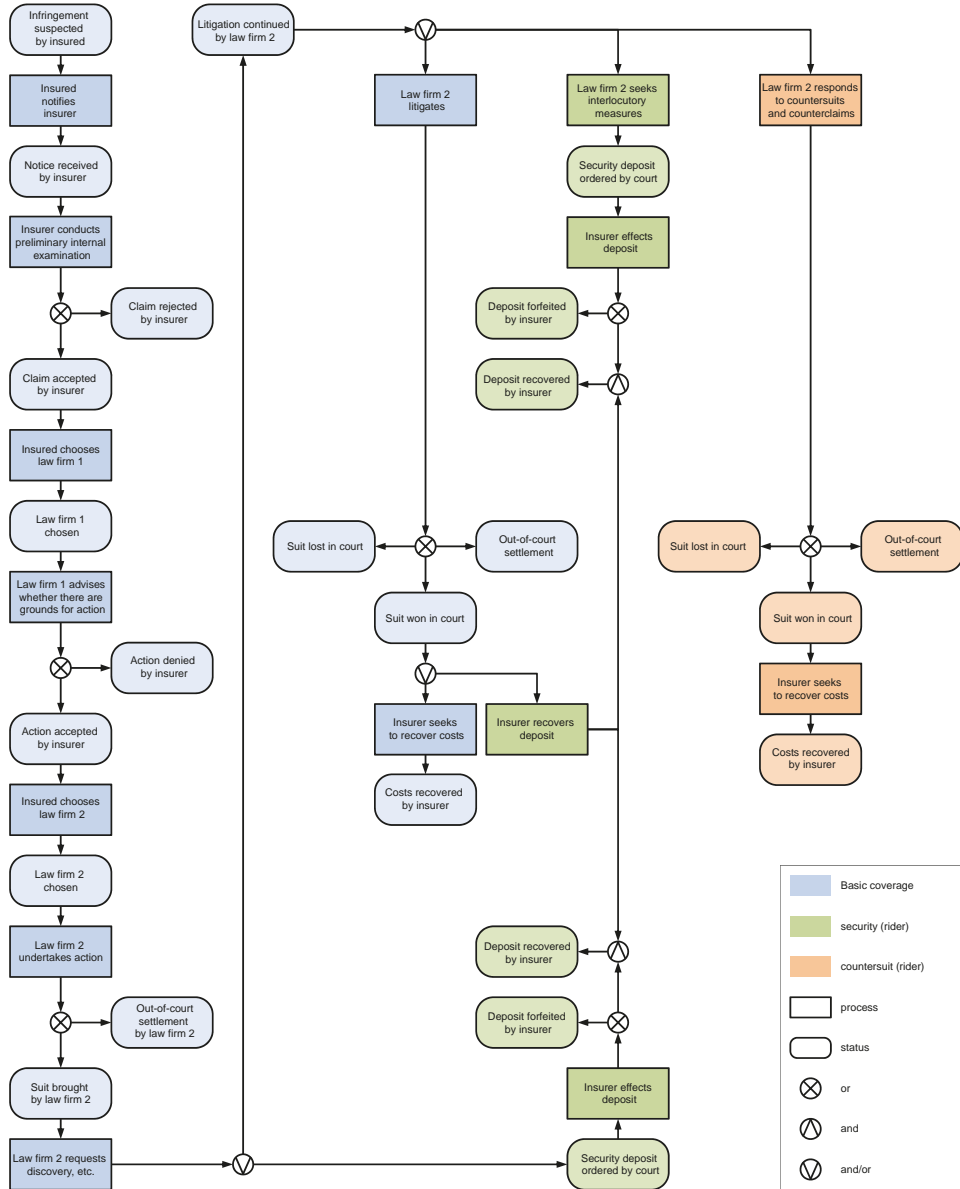 Infringement
suspected
by insured
Insured
notifies
insurer
Notice received
by insurer
Insurer conducts
preliminary internal
examination
Claim rejected
by insurer
Claim accepted
by insurer
Insured chooses
law firm 1
Law firm 1
chosen
Law firm 1 advises
whether there are
grounds for action
Action denied
by insurer
Action accepted
by insurer
Insured chooses
law firm 2
Law firm 2
chosen
Law firm 2
undertakes action
Out-of-court
settlement
by law firm 2
Suit brought
by law firm 2
Law firm 2 requests
discovery, etc.
Litigation continued
by law firm 2
Law firm 2
litigates
Suit lost in court
Out-of-court
settlement
Suit won in court
Insurer seeks
to recover costs
Insurer recovers
deposit
Costs recovered
by insurer
Law firm 2 seeks
interlocutory
measures
Security deposit
ordered by court
Insurer effects
deposit
Deposit forfeited
by insurer
Deposit recovered
by insurer
Deposit recovered
by insurer
Deposit forfeited
by insurer
Insurer effects
deposit
Security deposit
ordered by court
Law firm 2 responds
to countersuits
and counterclaims
Suit lost in court
Out-of-court
settlement
Suit won in court
Insurer seeks
to recover costs
Costs recovered
by insurer
Basic coverage
security (rider)
countersuit (rider)
process
status
or
and
and/or